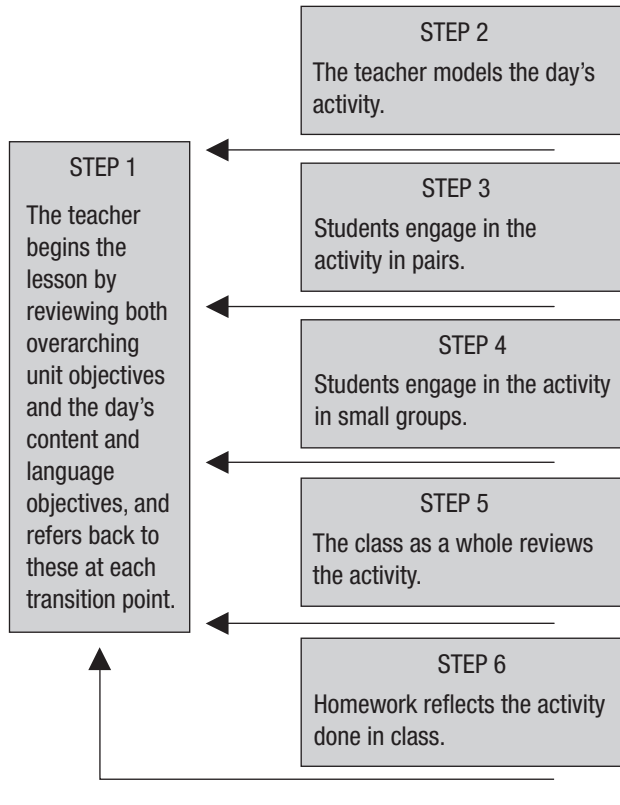 STEP 1
The teacher
begins the
lesson by
reviewing both
overarching
unit objectives
and the day’s
content and
language
objectives, and
refers back to
these at each
transition point.
STEP 2
The teacher models the day’s
activity.
STEP 3
Students engage in the
activity in pairs.
STEP 4
Students engage in the activity
in small groups.
STEP 5
The class as a whole reviews
the activity.
STEP 6
Homework reflects the activity
done in class.